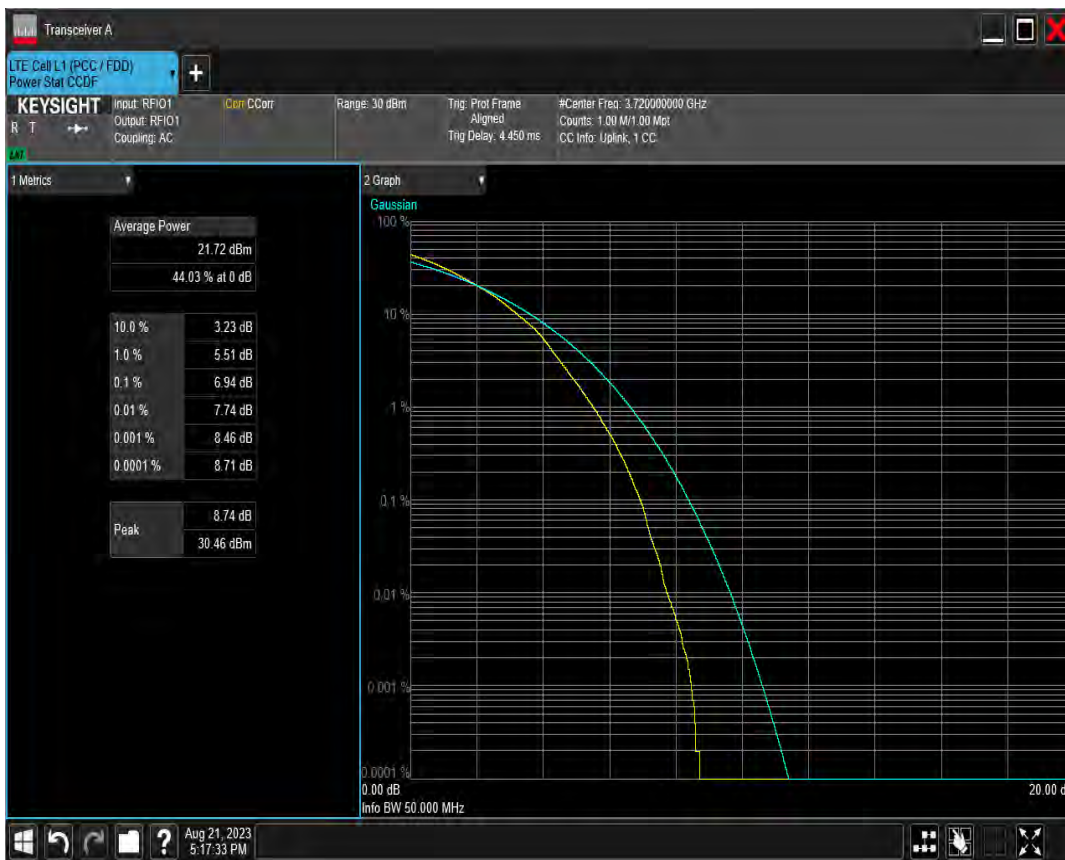 Transceiver A
LTE Cell L1 (PCC / FDD)
Power Stat CCDF
+
KEYSIGHT
R T
LNI
Input: RFIO1
Output: RFIO1
Coupling: AC
Corr CCorr
Range: 30 dBm
Trig: Prot Frame
Aligned
Trig Delay: 4.450 ms
#Center Freq: 3.720000000 GHz
Counts: 1.00 M/1.00 Mpt
CC Info: Uplink, 1 CC
1 Metrics
Average Power
21.72 dBm
44.03 % at 0 dB
10.0 % 3.23 dB
1.0 % 5.51 dB
0.1 % 6.94 dB
0.01 % 7.74 dB
0.001 % 8.46 dB
0.0001 % 8.71 dB
Peak
8.74 dB
30.46 dBm
2 Graph
Gaussian
100 %
10 %
1 %
0.1 %
0.01 %
0.001 %
0.0001 %
0.00 dB
20.00 d
Info BW 50.000 MHz
?
Aug 21, 2023
5:17:33 PM